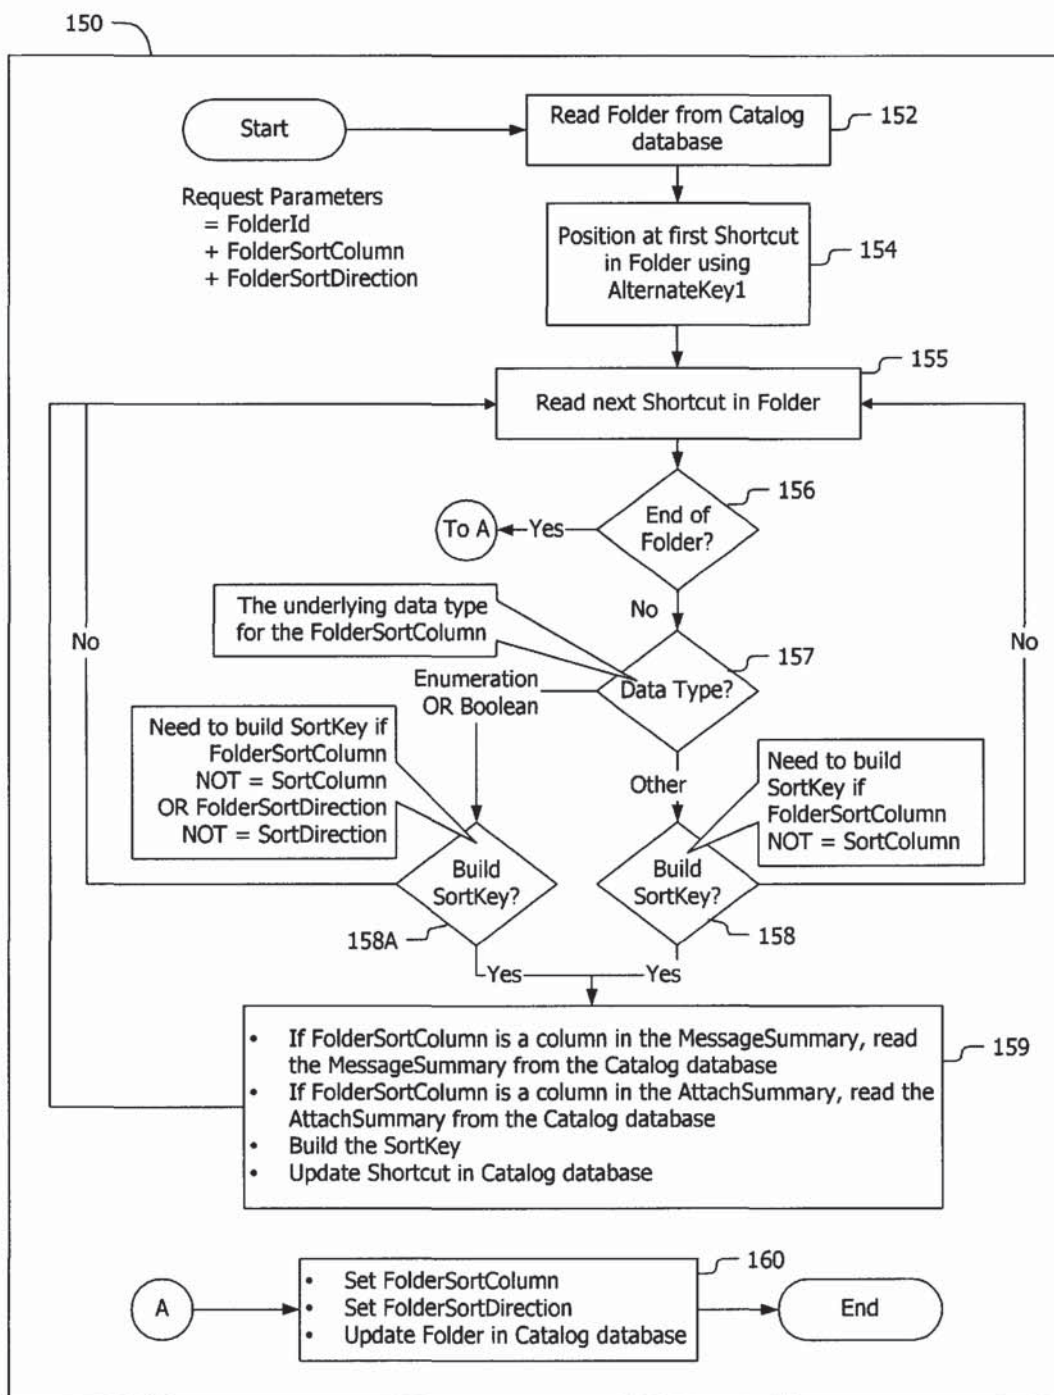 150
Start
Read Folder from Catalog
database
152
Request Parameters
= FolderId
+ FolderSortColumn
+ FolderSortDirection
Position at first Shortcut
in Folder using
AlternateKey1
154
155
Read next Shortcut in Folder
156
To A
Yes
End of
Folder?
The underlying data type
for the FolderSortColumn
No
No
No
157
Enumeration
OR Boolean
Data Type?
Need to build SortKey if
FolderSortColumn
NOT = SortColumn
OR FolderSortDirection
NOT = SortDirection
Other
Need to build
SortKey if
FolderSortColumn
NOT = SortColumn
Build
SortKey?
Build
SortKey?
158A
158
Yes
Yes
• If FolderSortColumn is a column in the MessageSummary, read
the MessageSummary from the Catalog database
• If FolderSortColumn is a column in the AttachSummary, read the
AttachSummary from the Catalog database
• Build the SortKey
• Update Shortcut in Catalog database
159
160
A
• Set FolderSortColumn
• Set FolderSortDirection
• Update Folder in Catalog database
End